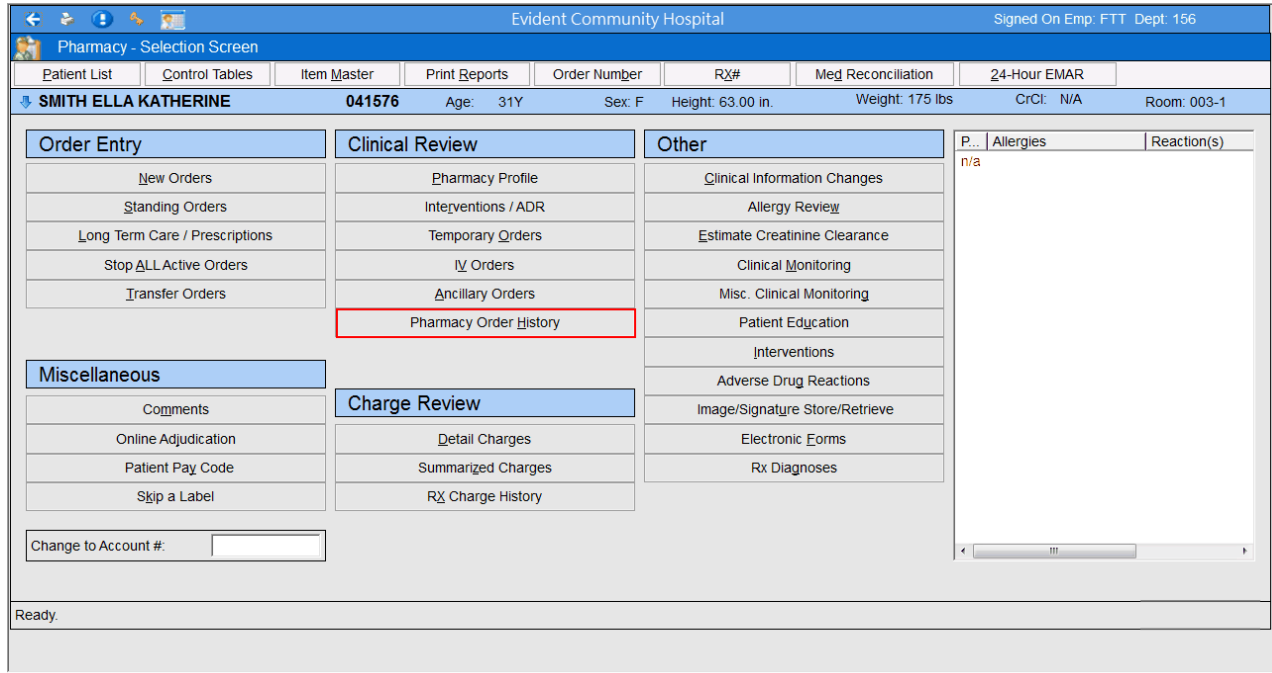 Evident Community Hospital Signed On Emp: FTT Dept: 156
Pharmacy - Selection Screen
Patient List Control Tables Item Master Print Reports Order Number RX# Med Reconciliation 24-Hour EMAR
SMITH ELLA KATHERINE 041576 Age: 31Y Sex: F Height: 63.00 in. Weight: 175 lbs CrCl: N/A Room: 003-1
Order Entry
New Orders
Standing Orders
Long Term Care / Prescriptions
Stop ALL Active Orders
Transfer Orders
Miscellaneous
Comments
Online Adjudication
Patient Pay Code
Skip a Label
Change to Account #:
Clinical Review
Pharmacy Profile
Interventions / ADR
Temporary Orders
IV Orders
Ancillary Orders
Pharmacy Order History
Charge Review
Detail Charges
Summarized Charges
RX Charge History
Other
Clinical Information Changes
Allergy Review
Estimate Creatinine Clearance
Clinical Monitoring
Misc. Clinical Monitoring
Patient Education
Interventions
Adverse Drug Reactions
Image/Signature Store/Retrieve
Electronic Forms
Rx Diagnoses
P... Allergies Reaction(s)
n/a
Ready.